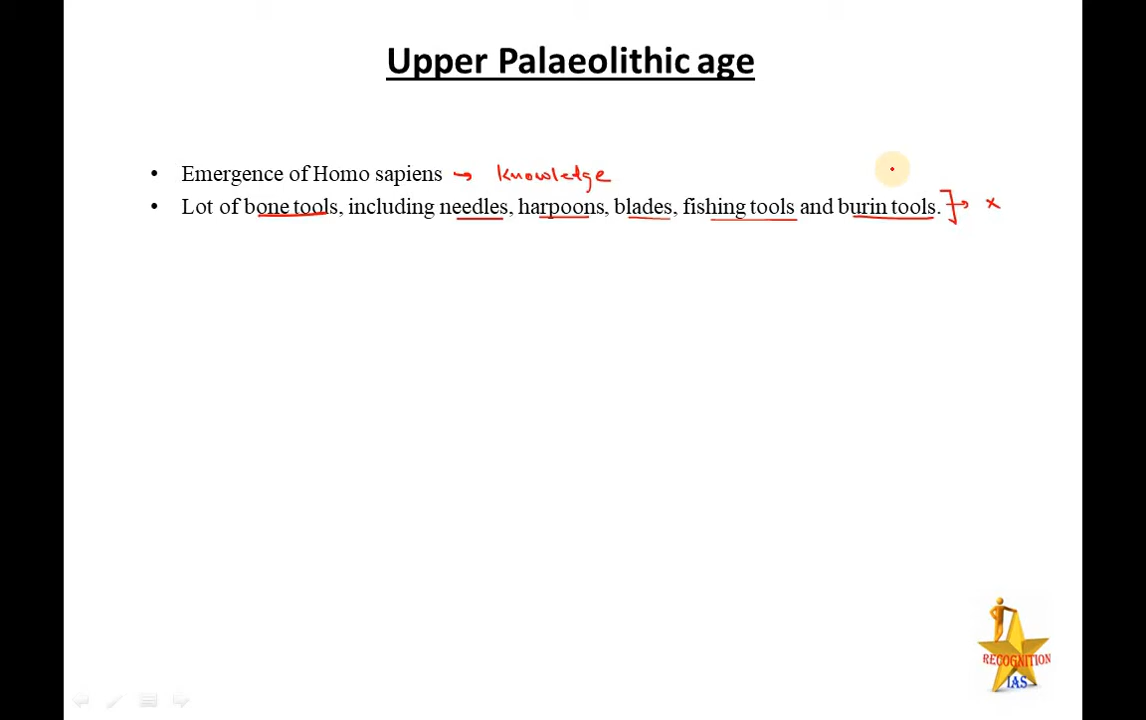 Upper Palaeolithic age
• Emergence of Homo sapiens → knowledge
• Lot of bone tools, including needles, harpoons, blades, fishing tools and burin tools. }→ x
RECOGNITION
IAS